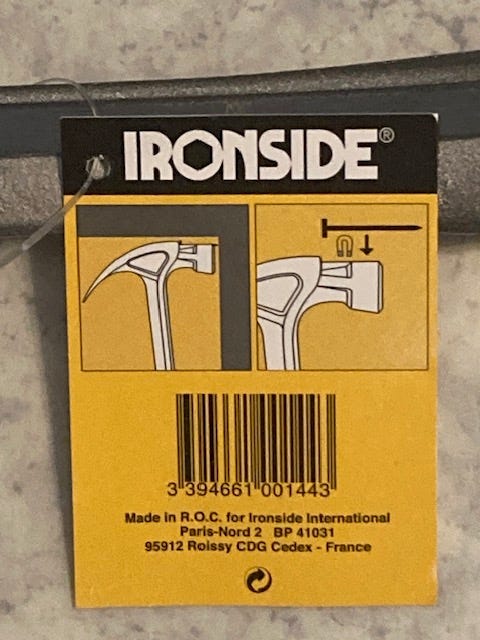 IRONSIDE®
3 394661 001443
Made in R.O.C. for Ironside International
Paris-Nord 2 BP 41031
95912 Roissy CDG Cedex - France